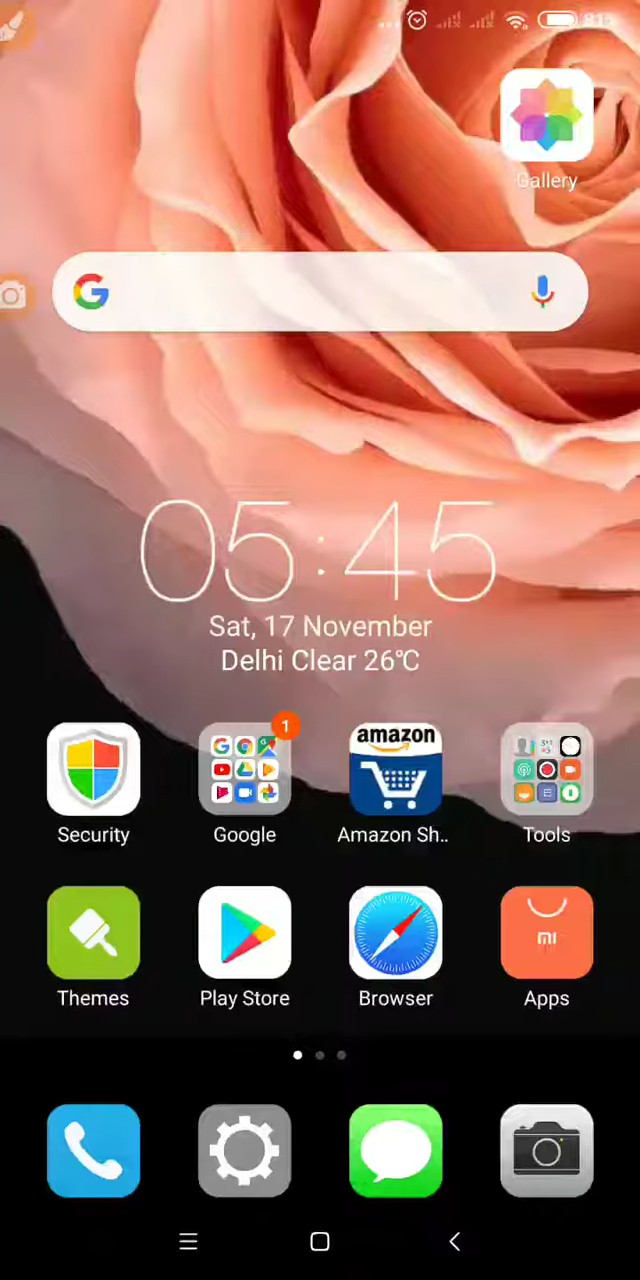 Gallery
05:45
Sat, 17 November
Delhi Clear 26℃
1
amazon
Security
Google
Amazon Sh..
Tools
mi
Themes
Play Store
Browser
Apps